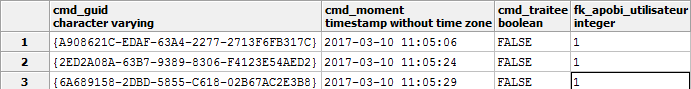 cmd_guid cmd_moment cmd_traitee fk_apobi_utilisateur
character varying timestamp without time zone boolean integer
1 {A908621C-EDAF-63A4-2277-2713F6FB317C} 2017-03-10 11:05:06 FALSE 1
2 {2ED2A08A-63B7-9389-8306-F4123E54AED2} 2017-03-10 11:05:24 FALSE 1
3 {6A689158-2DBD-5855-C618-02B67AC2E3B8} 2017-03-10 11:05:29 FALSE 1